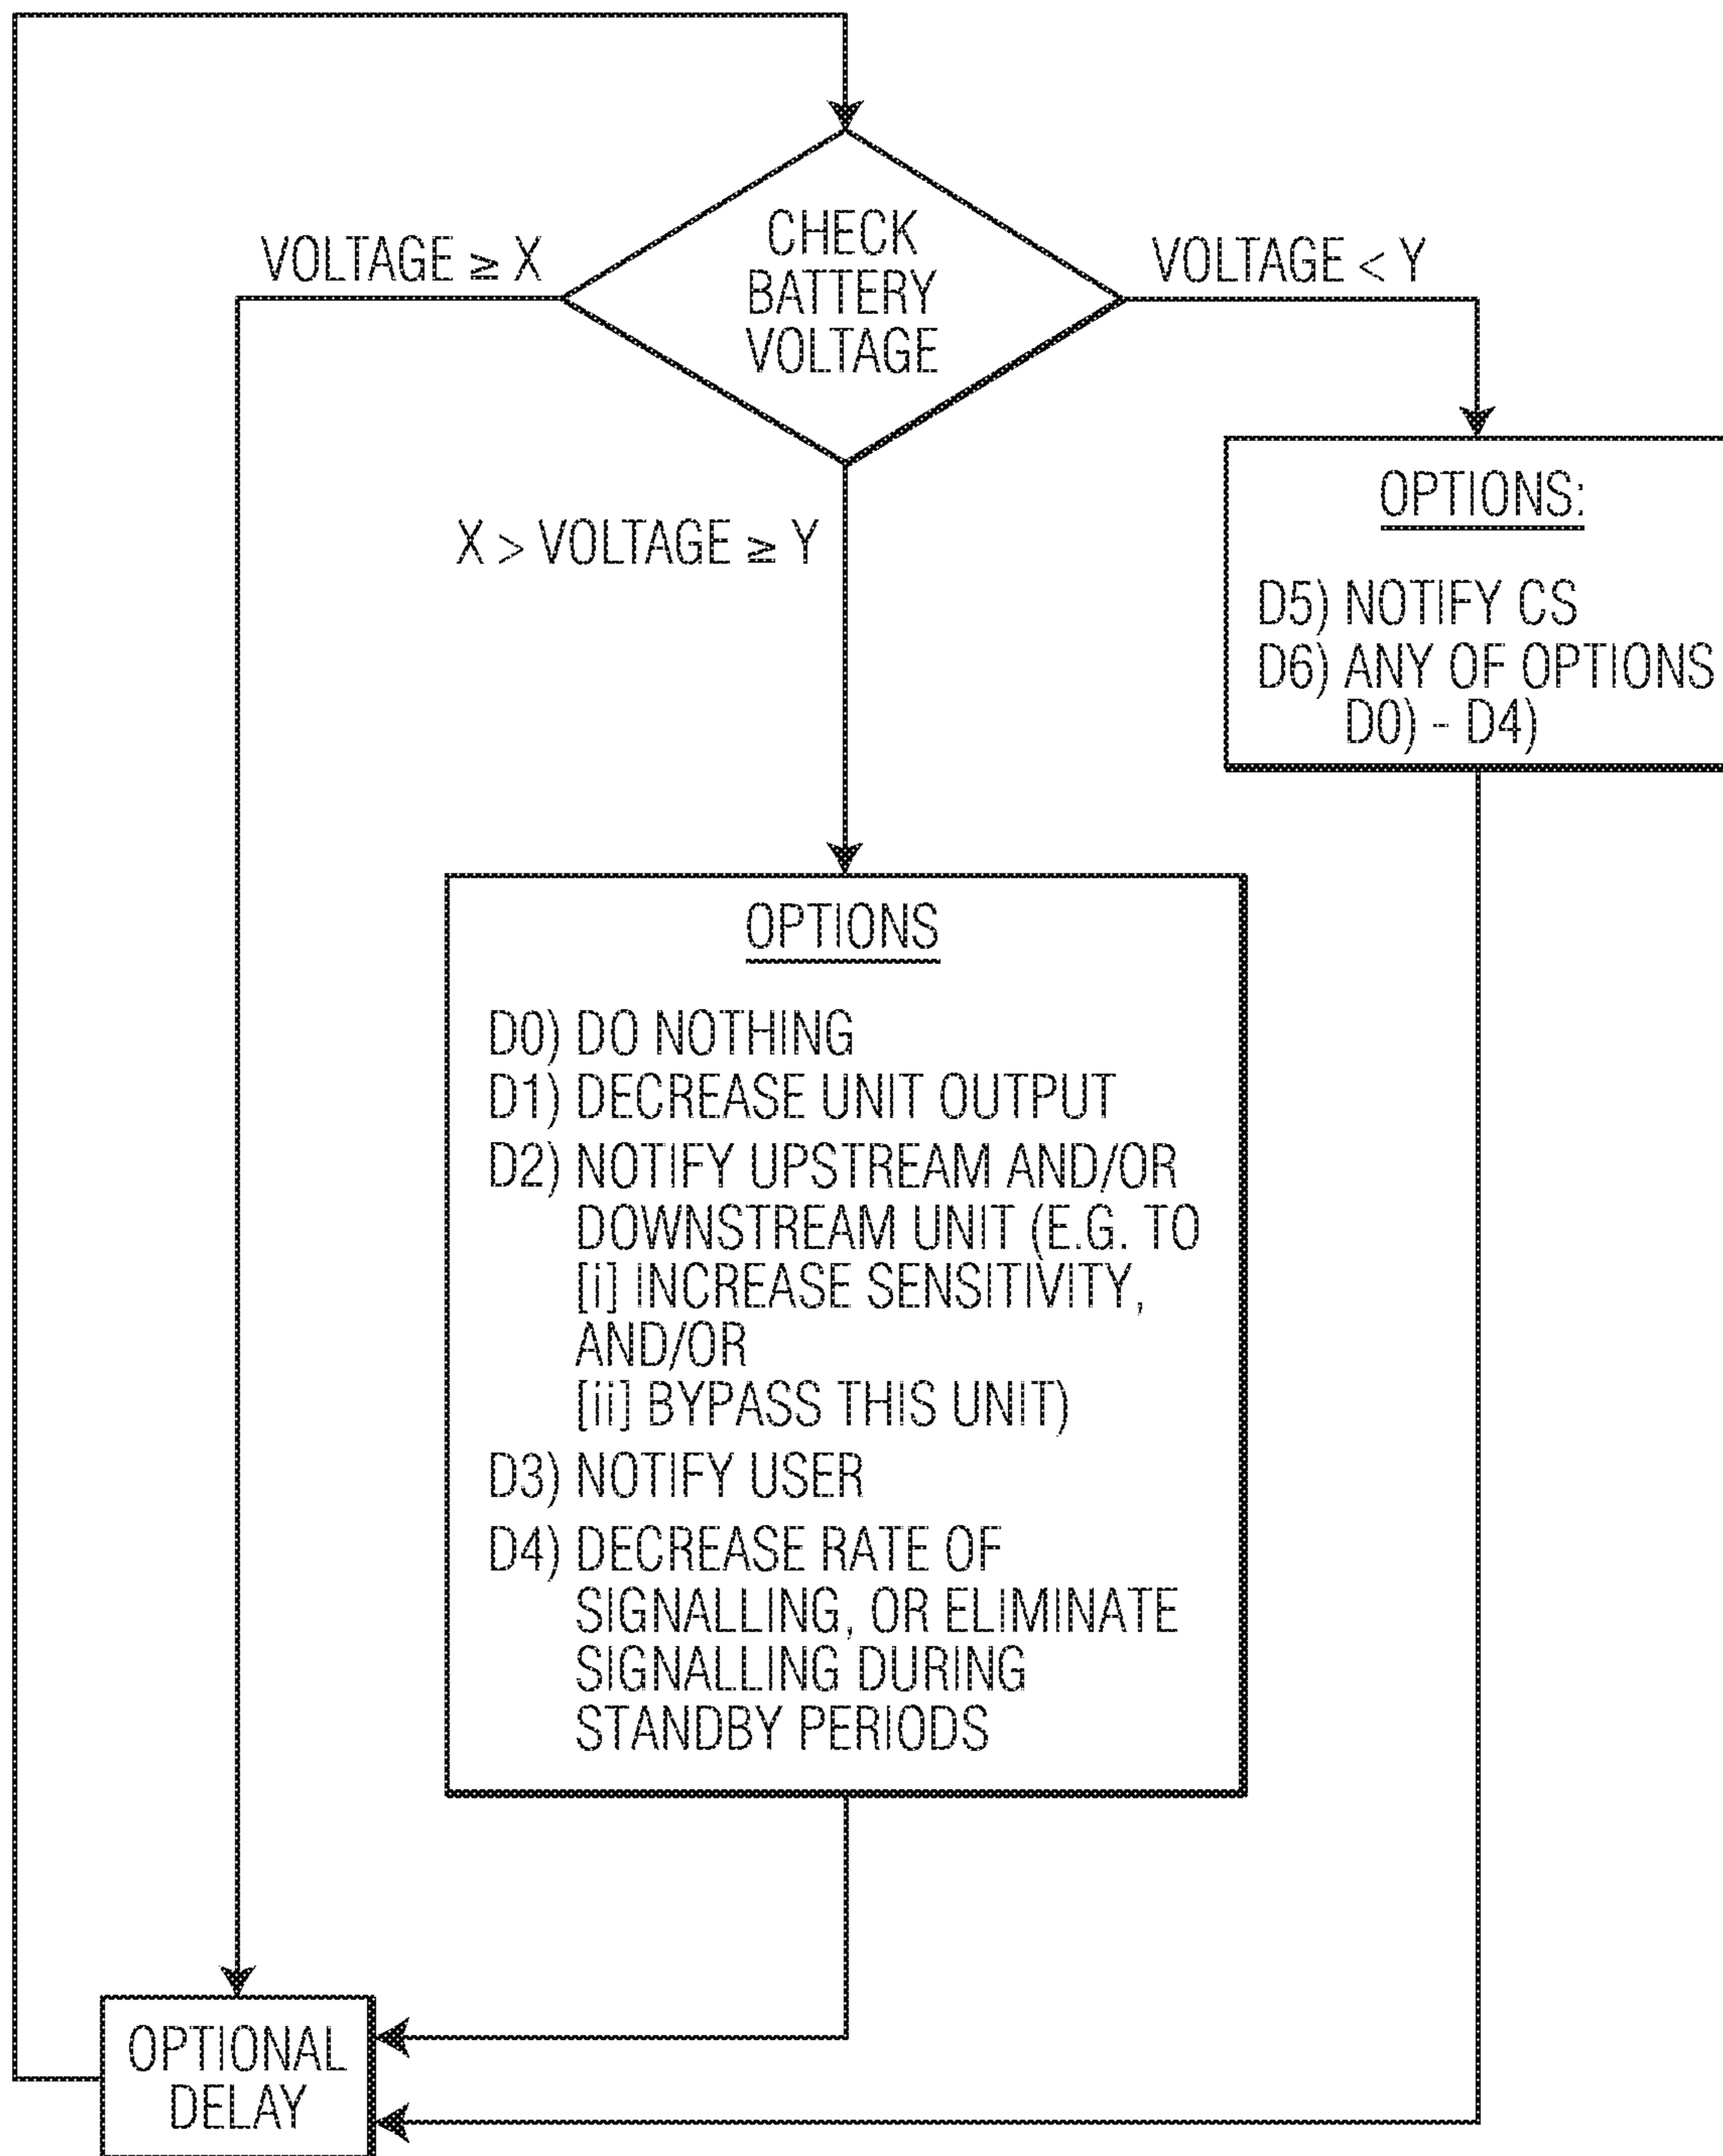 CHECK
BATTERY
VOLTAGE
VOLTAGE ≥ X
VOLTAGE < Y
X > VOLTAGE ≥ Y
OPTIONS:
D5) NOTIFY CS
D6) ANY OF OPTIONS
D0) - D4)
OPTIONS
D0) DO NOTHING
D1) DECREASE UNIT OUTPUT
D2) NOTIFY UPSTREAM AND/OR
DOWNSTREAM UNIT (E.G. TO
[i] INCREASE SENSITIVITY,
AND/OR
[ii] BYPASS THIS UNIT)
D3) NOTIFY USER
D4) DECREASE RATE OF
SIGNALLING, OR ELIMINATE
SIGNALLING DURING
STANDBY PERIODS
OPTIONAL
DELAY